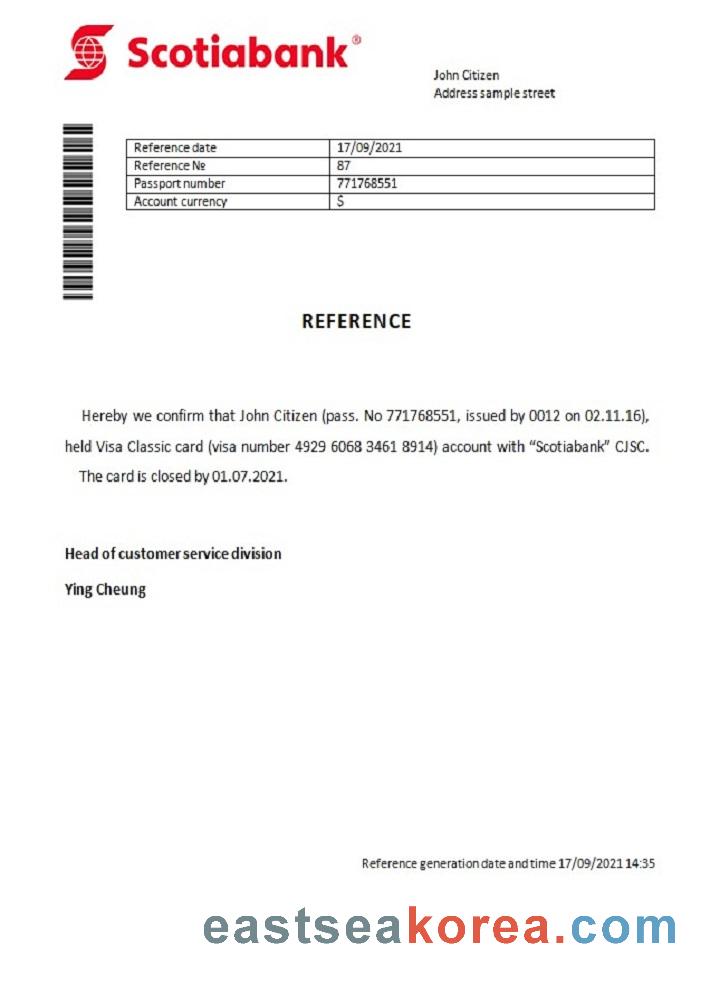 Scotiabank®
John Citizen
Address sample street
Reference date 17/09/2021
Reference № 87
Passport number 771768551
Account currency $
REFERENCE
Hereby we confirm that John Citizen (pass. No 771768551, issued by 0012 on 02.11.16),
held Visa Classic card (visa number 4929 6068 3461 8914) account with “Scotiabank” CJSC.
The card is closed by 01.07.2021.
Head of customer service division
Ying Cheung
Reference generation date and time 17/09/2021 14:35
eastseakorea.com